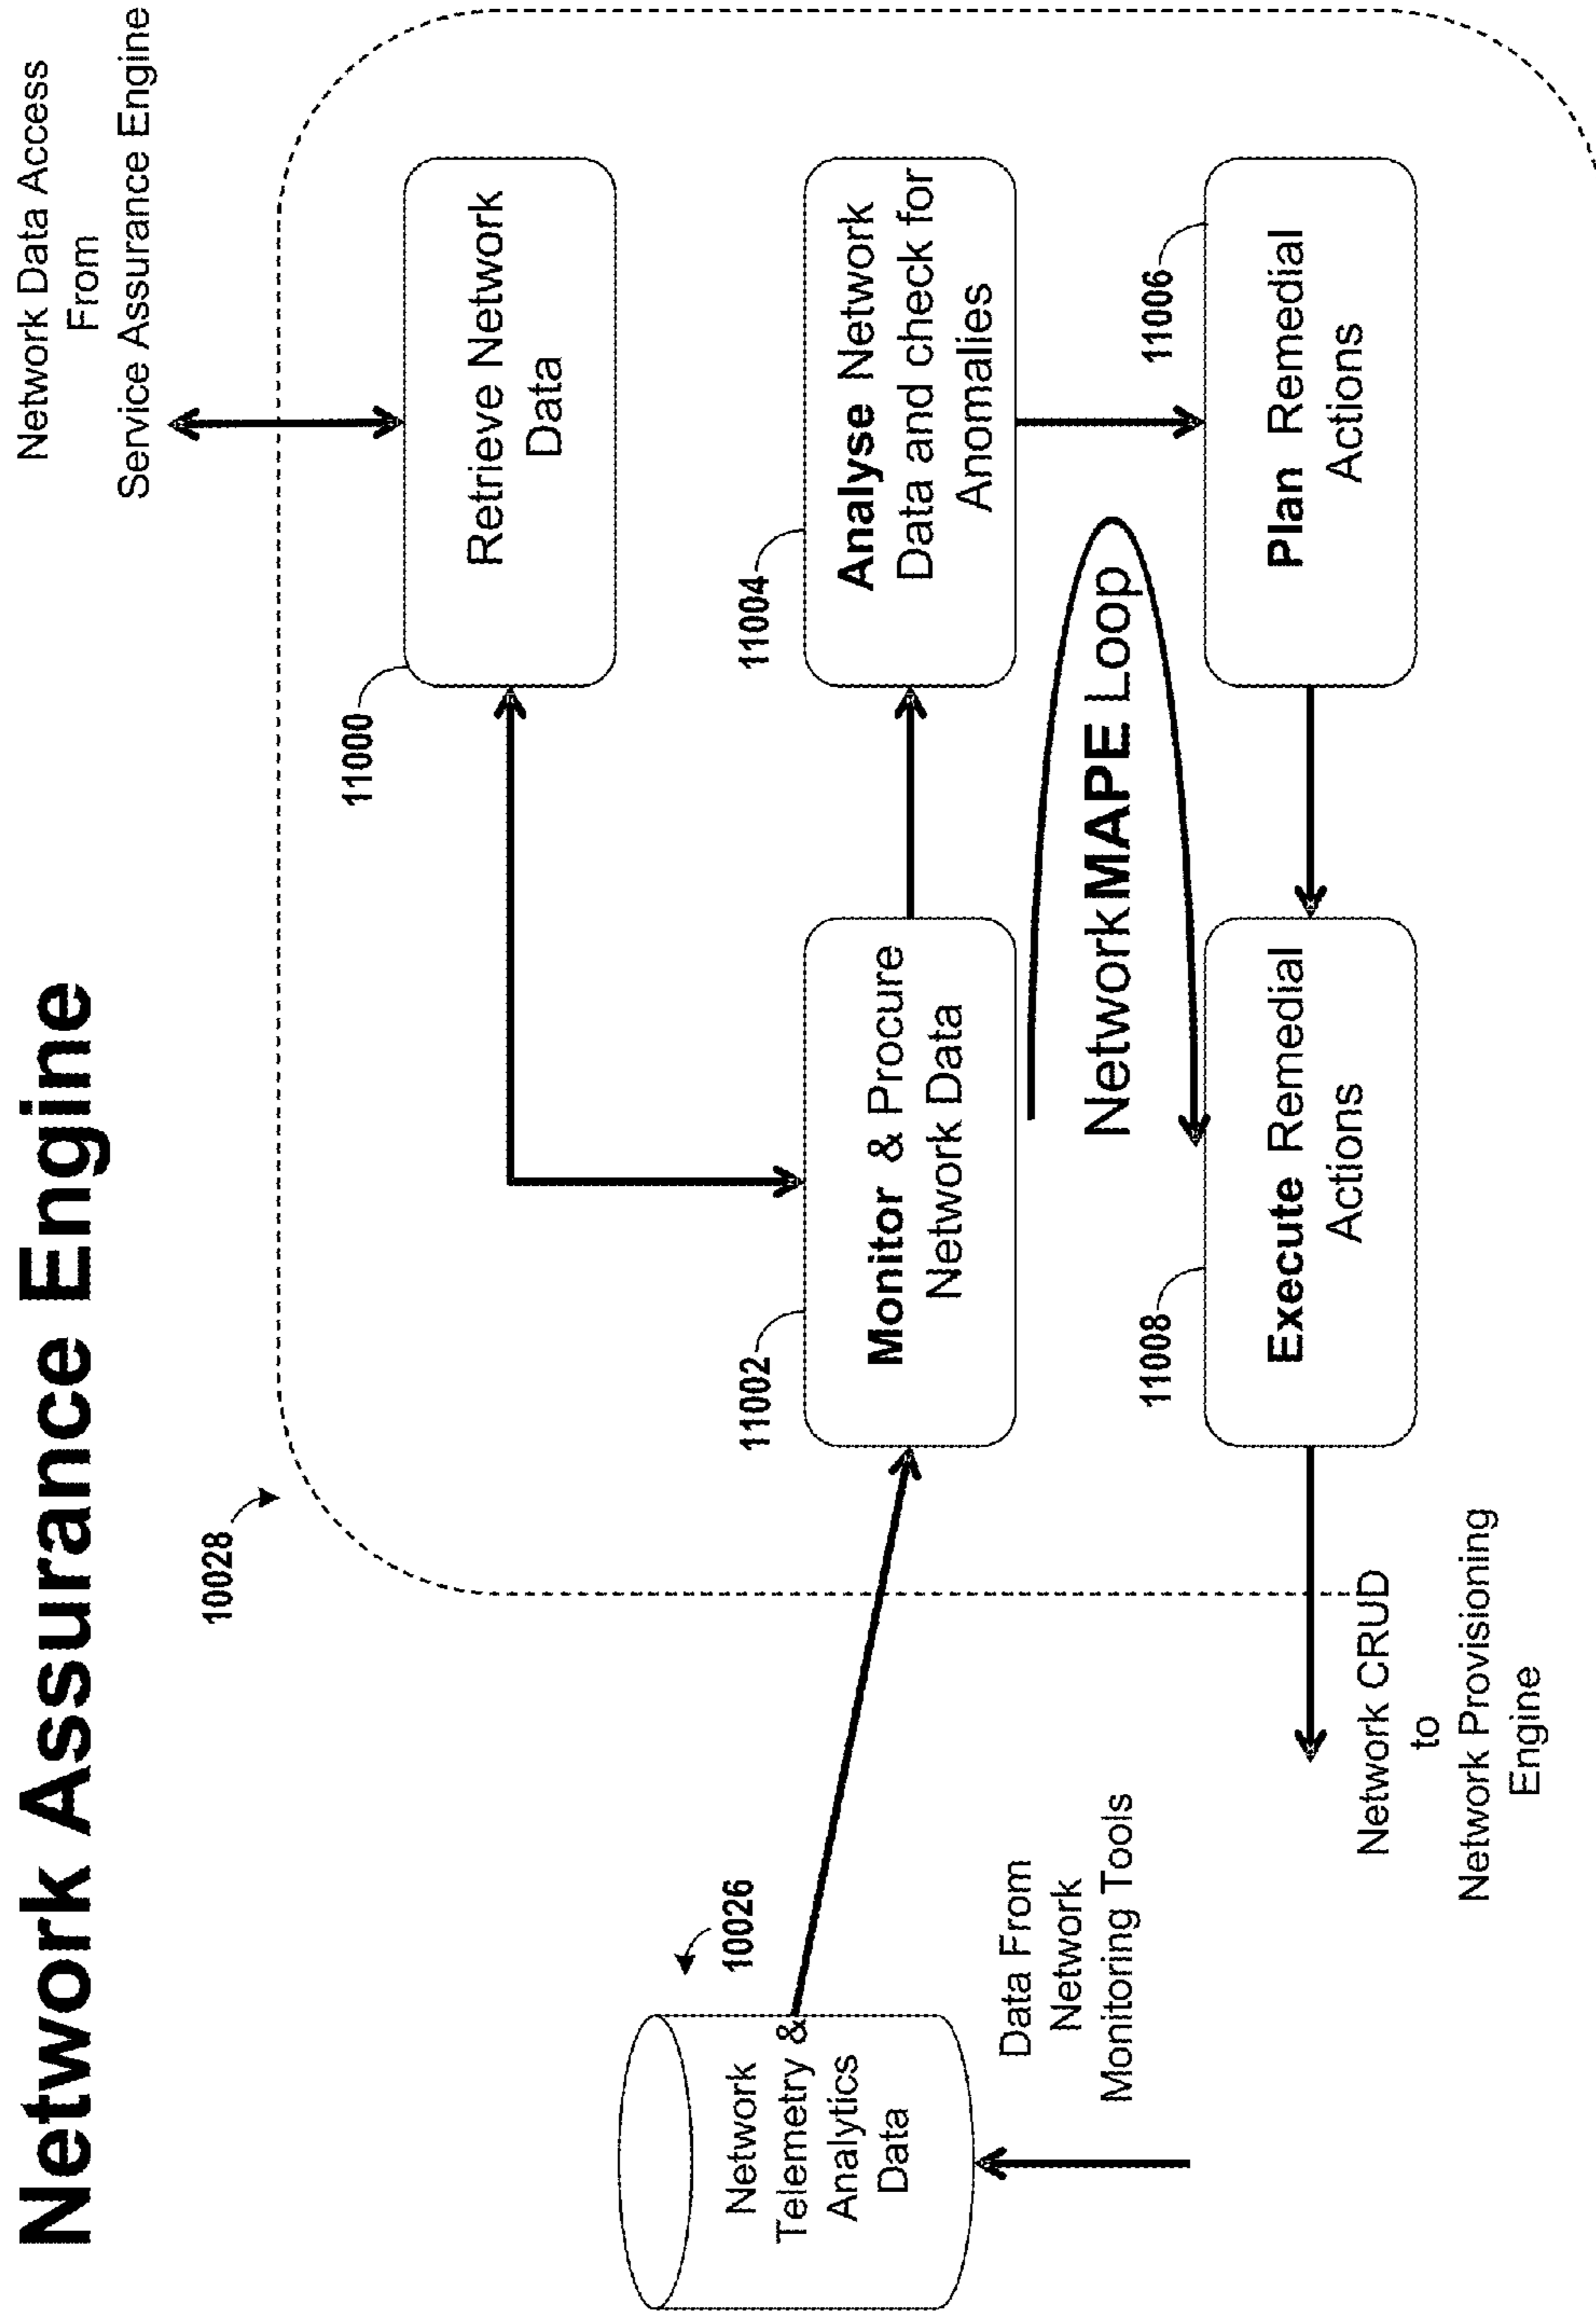 Network Assurance Engine
Network Data Access
From
Service Assurance Engine
10028
11000
Retrieve Network
Data
10026
Network
Telemetry &
Analytics
Data
Data From
Network
Monitoring Tools
11002
Monitor & Procure
Network Data
11004
Analyse Network
Data and check for
Anomalies
Network MAPE Loop
11008
Execute Remedial
Actions
11006
Plan Remedial
Actions
Network CRUD
to
Network Provisioning
Engine